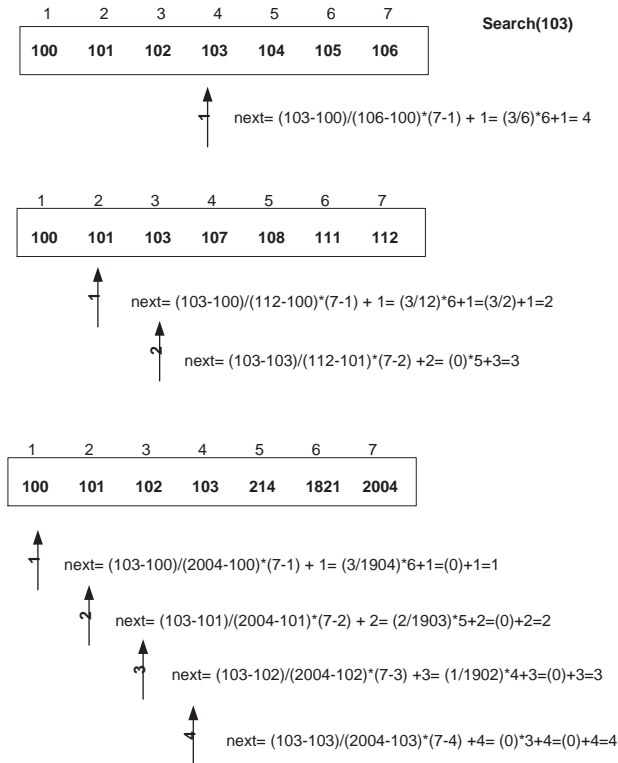 1 2 3 4 5 6 7
Search(103)
100 101 102 103 104 105 106
1
next= (103-100)/(106-100)*(7-1) + 1= (3/6)*6+1= 4
1 2 3 4 5 6 7
100 101 103 107 108 111 112
1
next= (103-100)/(112-100)*(7-1) + 1= (3/12)*6+1=(3/2)+1=2
2
next= (103-103)/(112-101)*(7-2) +2= (0)*5+3=3
1 2 3 4 5 6 7
100 101 102 103 214 1821 2004
1
next= (103-100)/(2004-100)*(7-1) + 1= (3/1904)*6+1=(0)+1=1
2
next= (103-101)/(2004-101)*(7-2) + 2= (2/1903)*5+2=(0)+2=2
3
next= (103-102)/(2004-102)*(7-3) +3= (1/1902)*4+3=(0)+3=3
4
next= (103-103)/(2004-103)*(7-4) +4= (0)*3+4=(0)+4=4